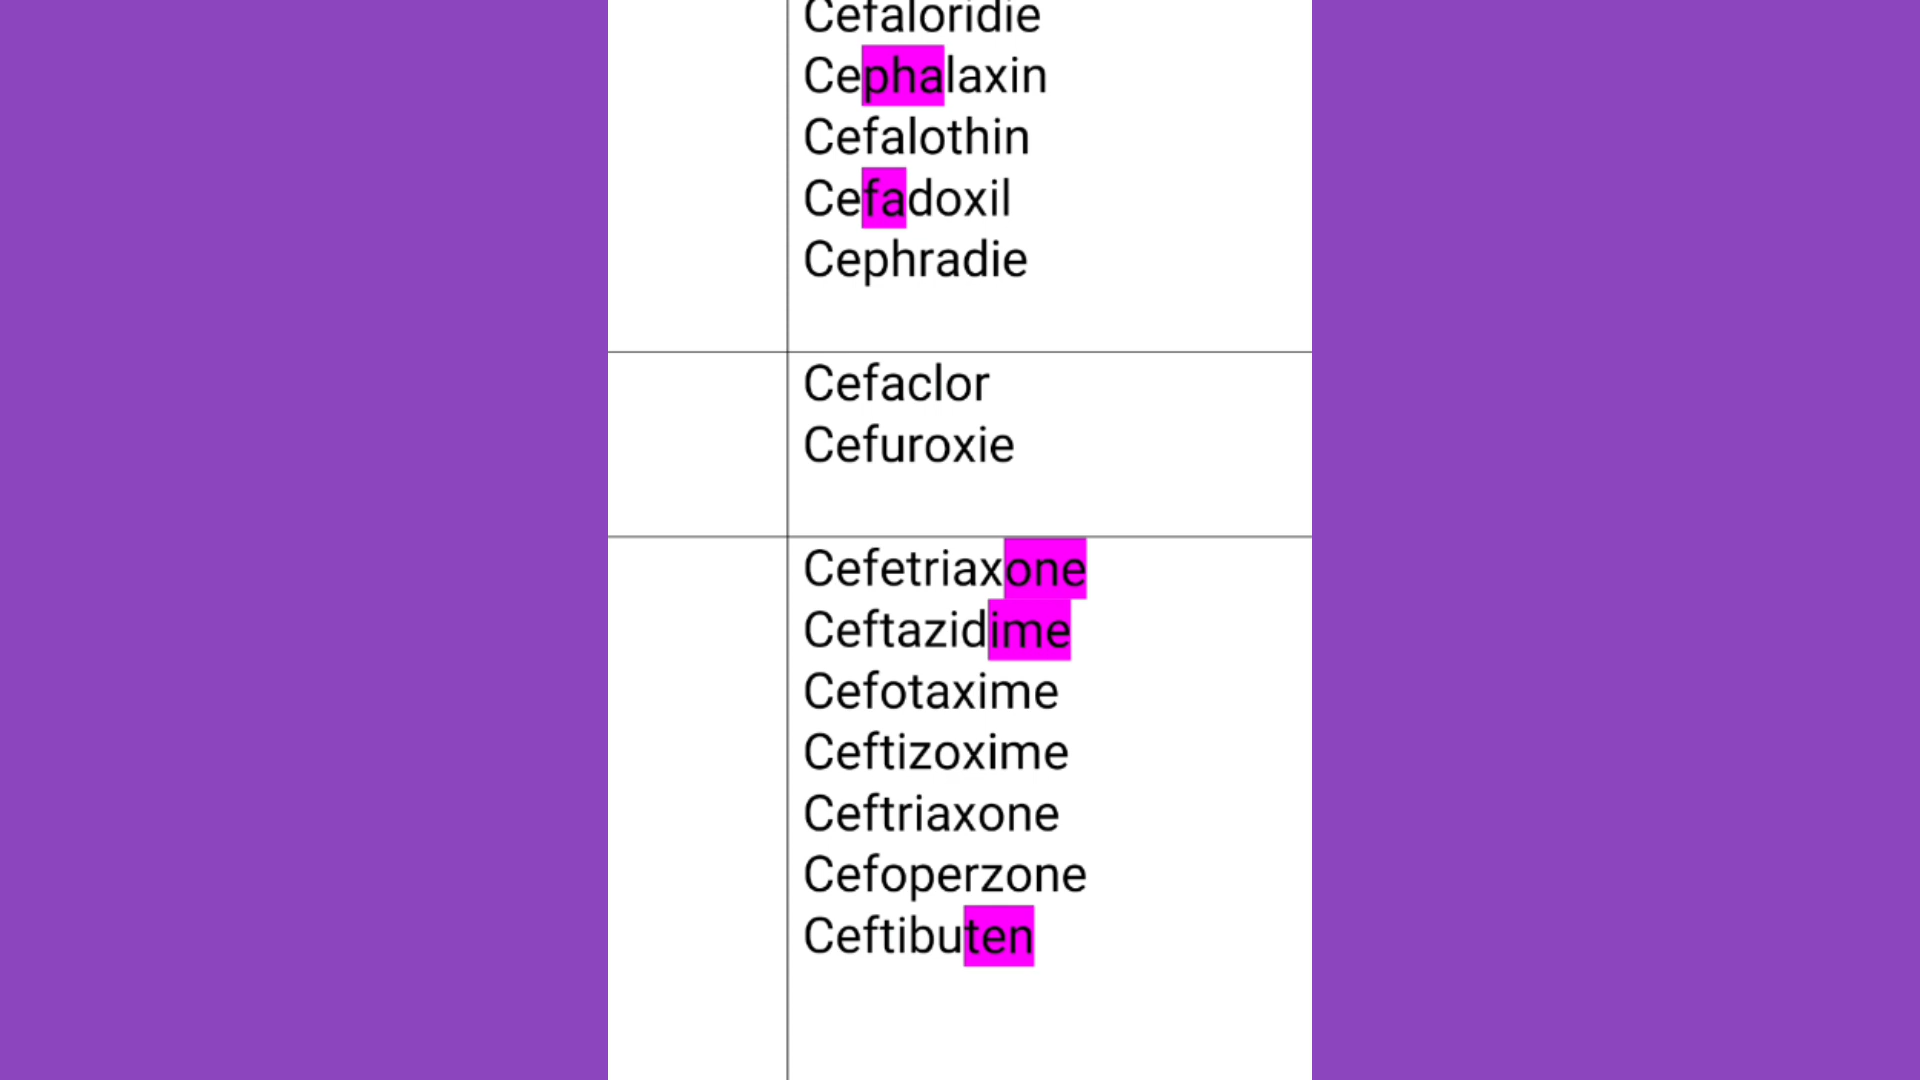 Cefaloridie
Cephalaxin
Cefalothin
Cefadoxil
Cephradie
Cefaclor
Cefuroxie
Cefetriaxone
Ceftazidime
Cefotaxime
Ceftizoxime
Ceftriaxone
Cefoperzone
Ceftibuten